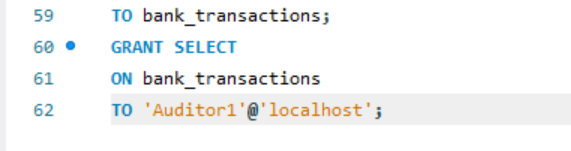 59 TO bank_transactions;
60 GRANT SELECT
61 ON bank_transactions
62 TO 'Auditor1'@'localhost';